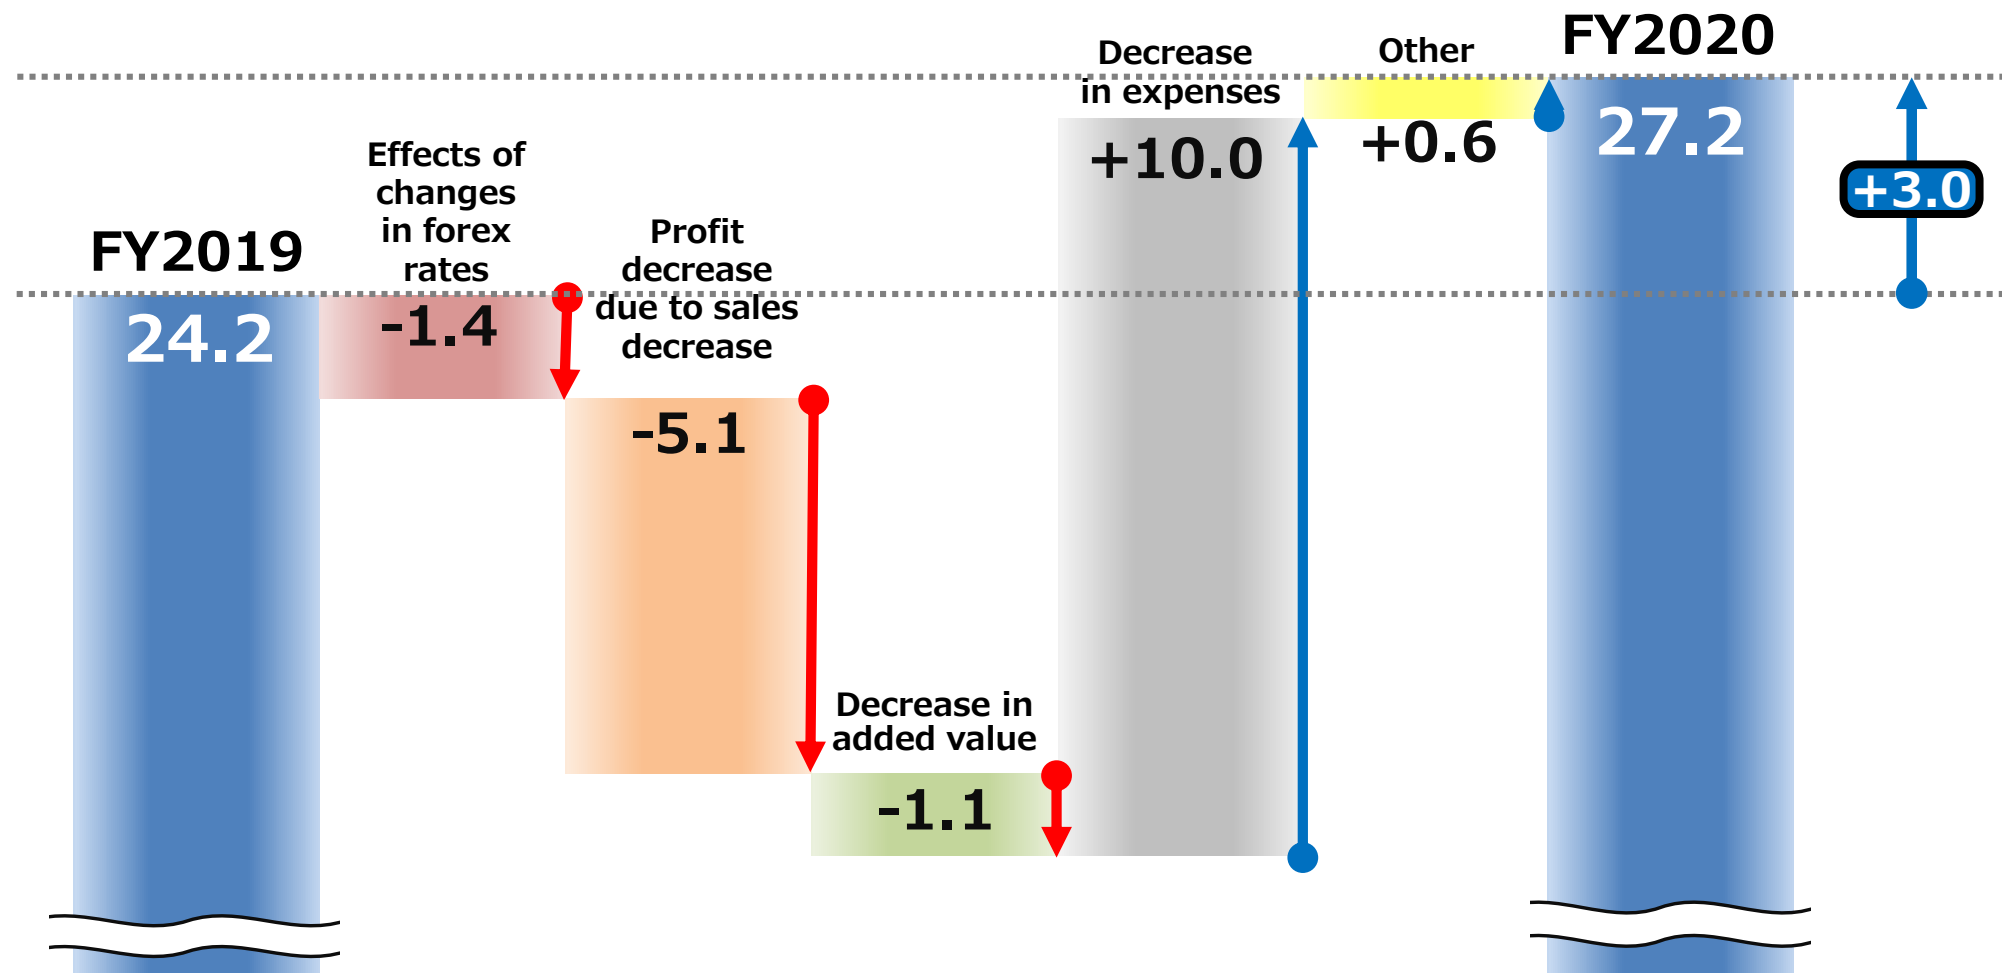 FY2019
24.2
Effects of
changes
in forex
rates
-1.4
Profit
decrease
due to sales
decrease
-5.1
Decrease in
added value
-1.1
Decrease
in expenses
+10.0
Other
+0.6
FY2020
27.2
+3.0